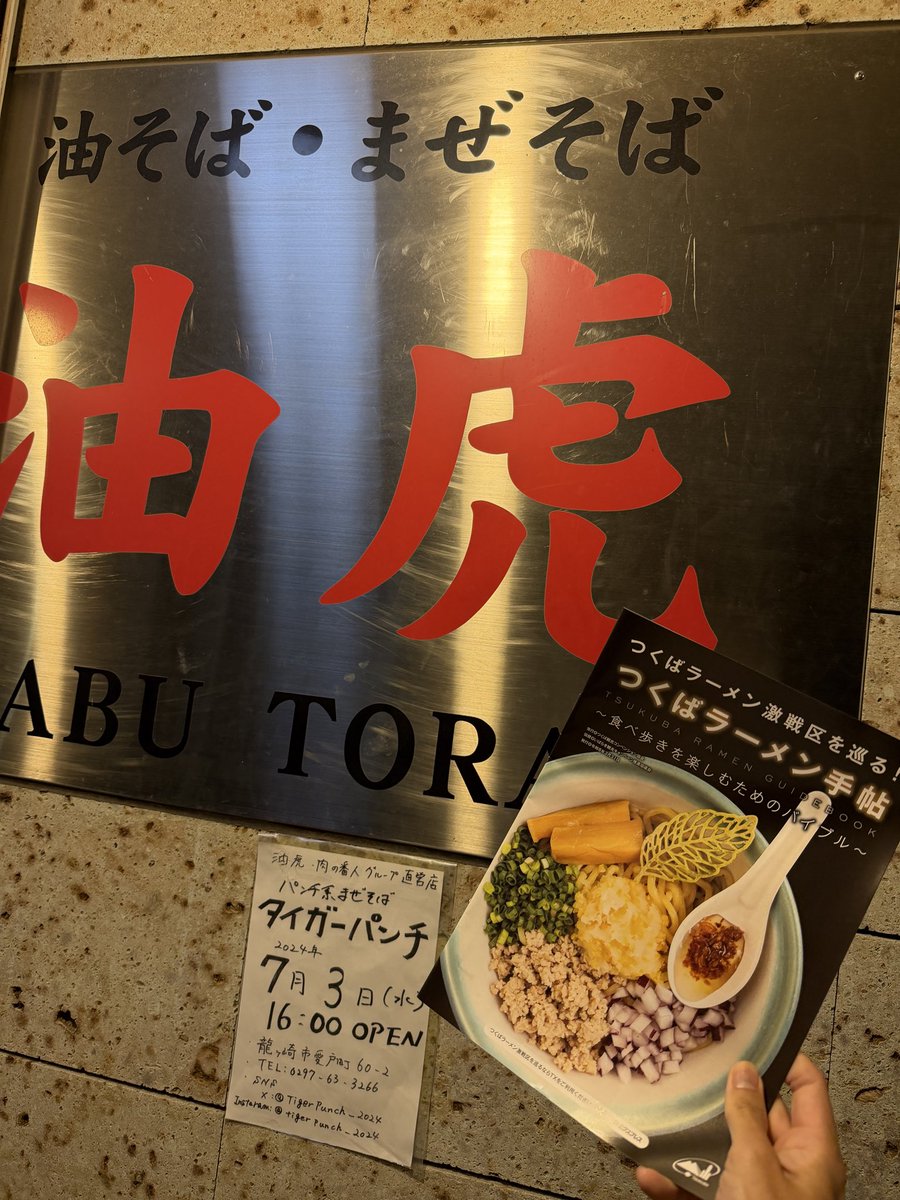 油そば・まぜそば
油虎
ABU TORA
油虎・肉の番人グループ直営店
パンチ系まぜそば
タイガーパンチ
2024年
7月3日(水)
16:00 OPEN
龍ヶ崎市愛戸町60-2
TEL:0297-63-3266
SNS
X:@TigerPunch_2024
Instagram:@tigerpunch_2024
つくばラーメン激戦区を巡る!
つくばラーメン手帖
TSUKUBA RAMEN GUIDEBOOK
~食べ歩きを楽しむためのバイブル~